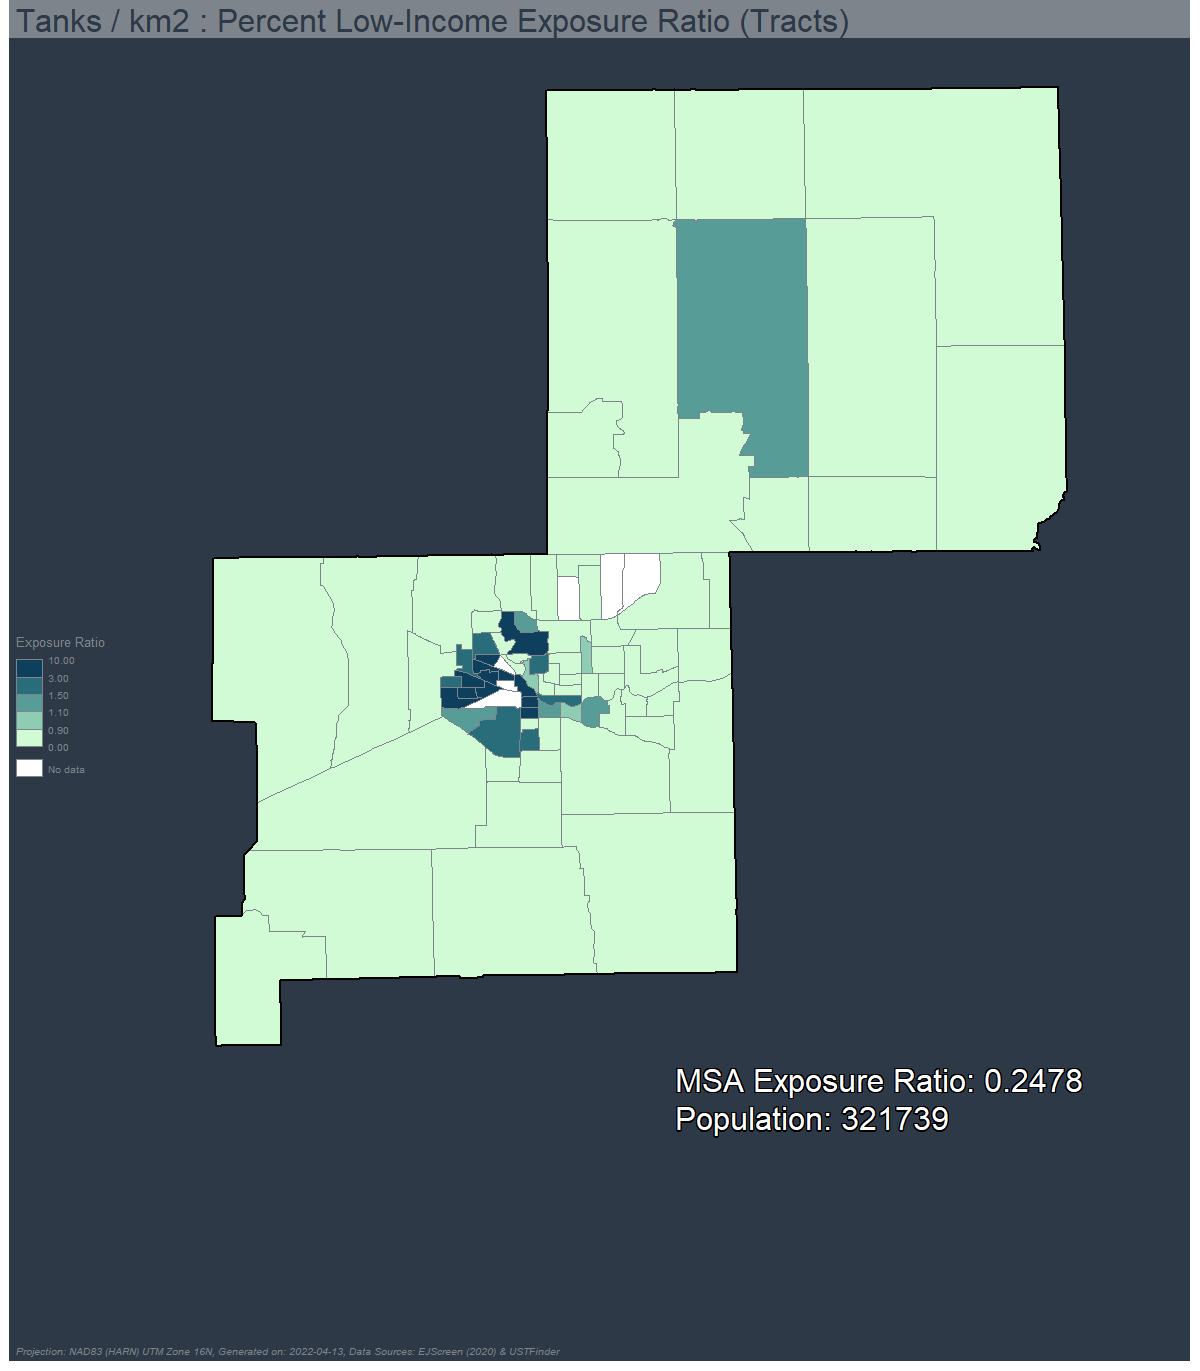 Tanks / km2 : Percent Low-Income Exposure Ratio (Tracts)
Exposure Ratio
10.00
3.00
1.50
1.10
0.90
0.00
No data
MSA Exposure Ratio: 0.2478
Population: 321739
Projection: NAD83 (HARN) UTM Zone 16N, Generated on: 2022-04-13, Data Sources: EJScreen (2020) & USTFinder